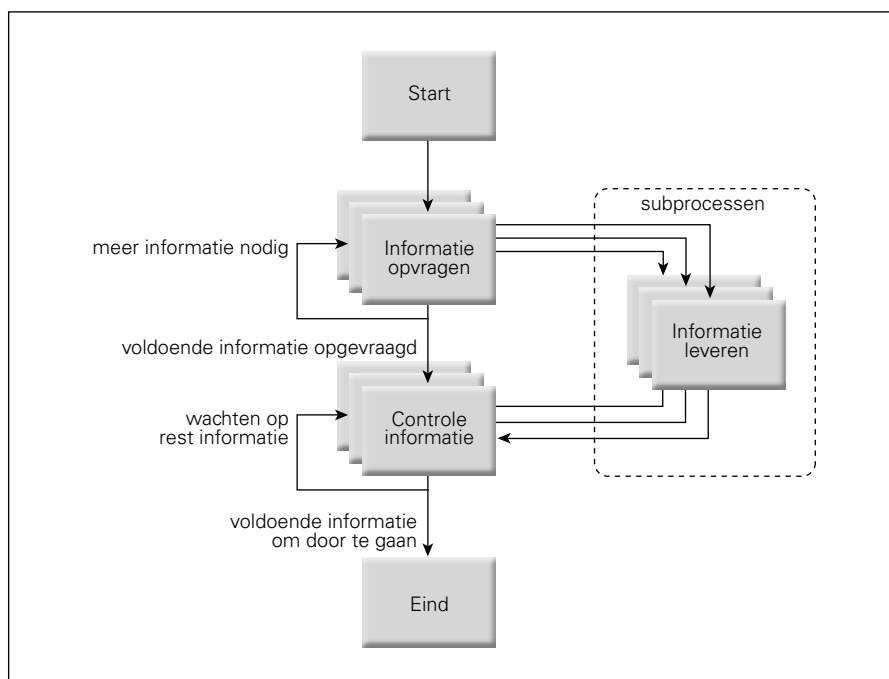 Start
subprocessen
meer informatie nodig
Informatie
opvragen
Informatie
leveren
voldoende informatie opgevraagd
wachten op
rest informatie
Controle
informatie
voldoende informatie
om door te gaan
Eind